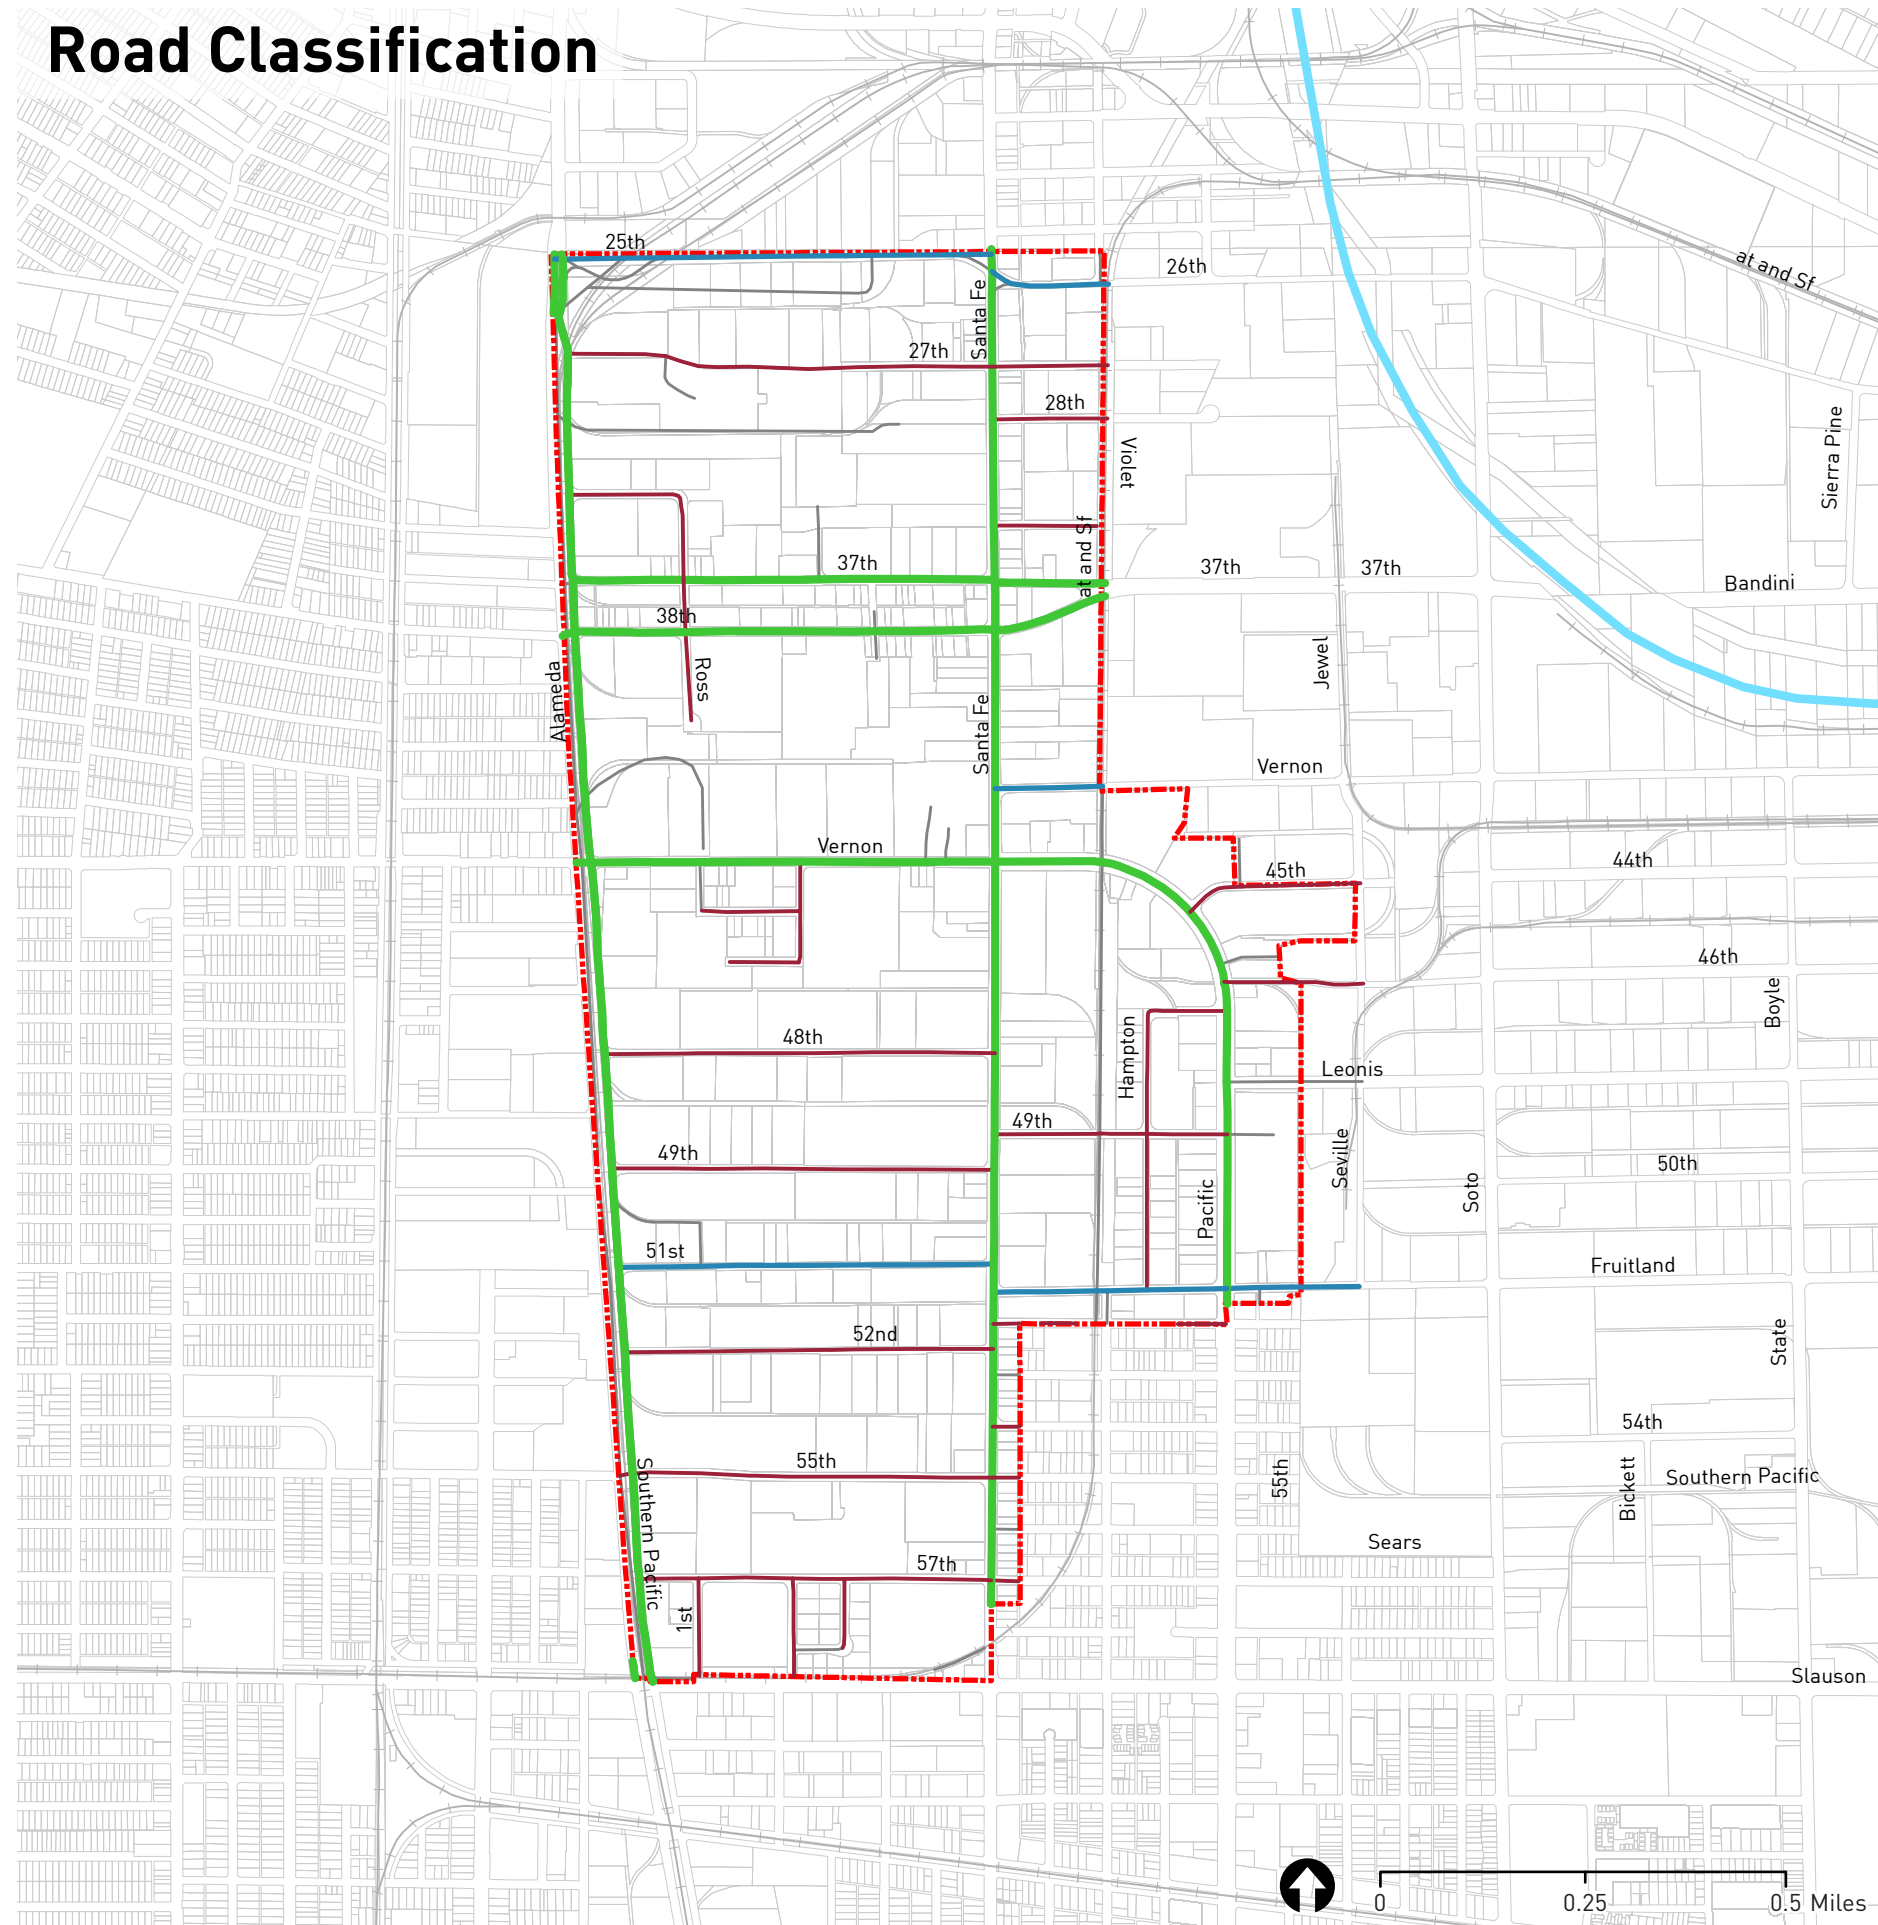 Road Classification
25th
at and Sf
26th
Santa Fe
27th
28th
Sierra Pine
Violet
at and Sf
37th
37th
37th
Bandini
38th
Jewel
Ross
Alameda
Santa Fe
Vernon
Vernon
44th
45th
46th
Boyle
48th
Hampton
Leonis
49th
Seville
49th
50th
Pacific
Soto
51st
Fruitland
52nd
State
54th
55th
55th
Bickett
Southern Pacific
Southern Pacific
Sears
57th
1st
Slauson
0
0.25
0.5 Miles